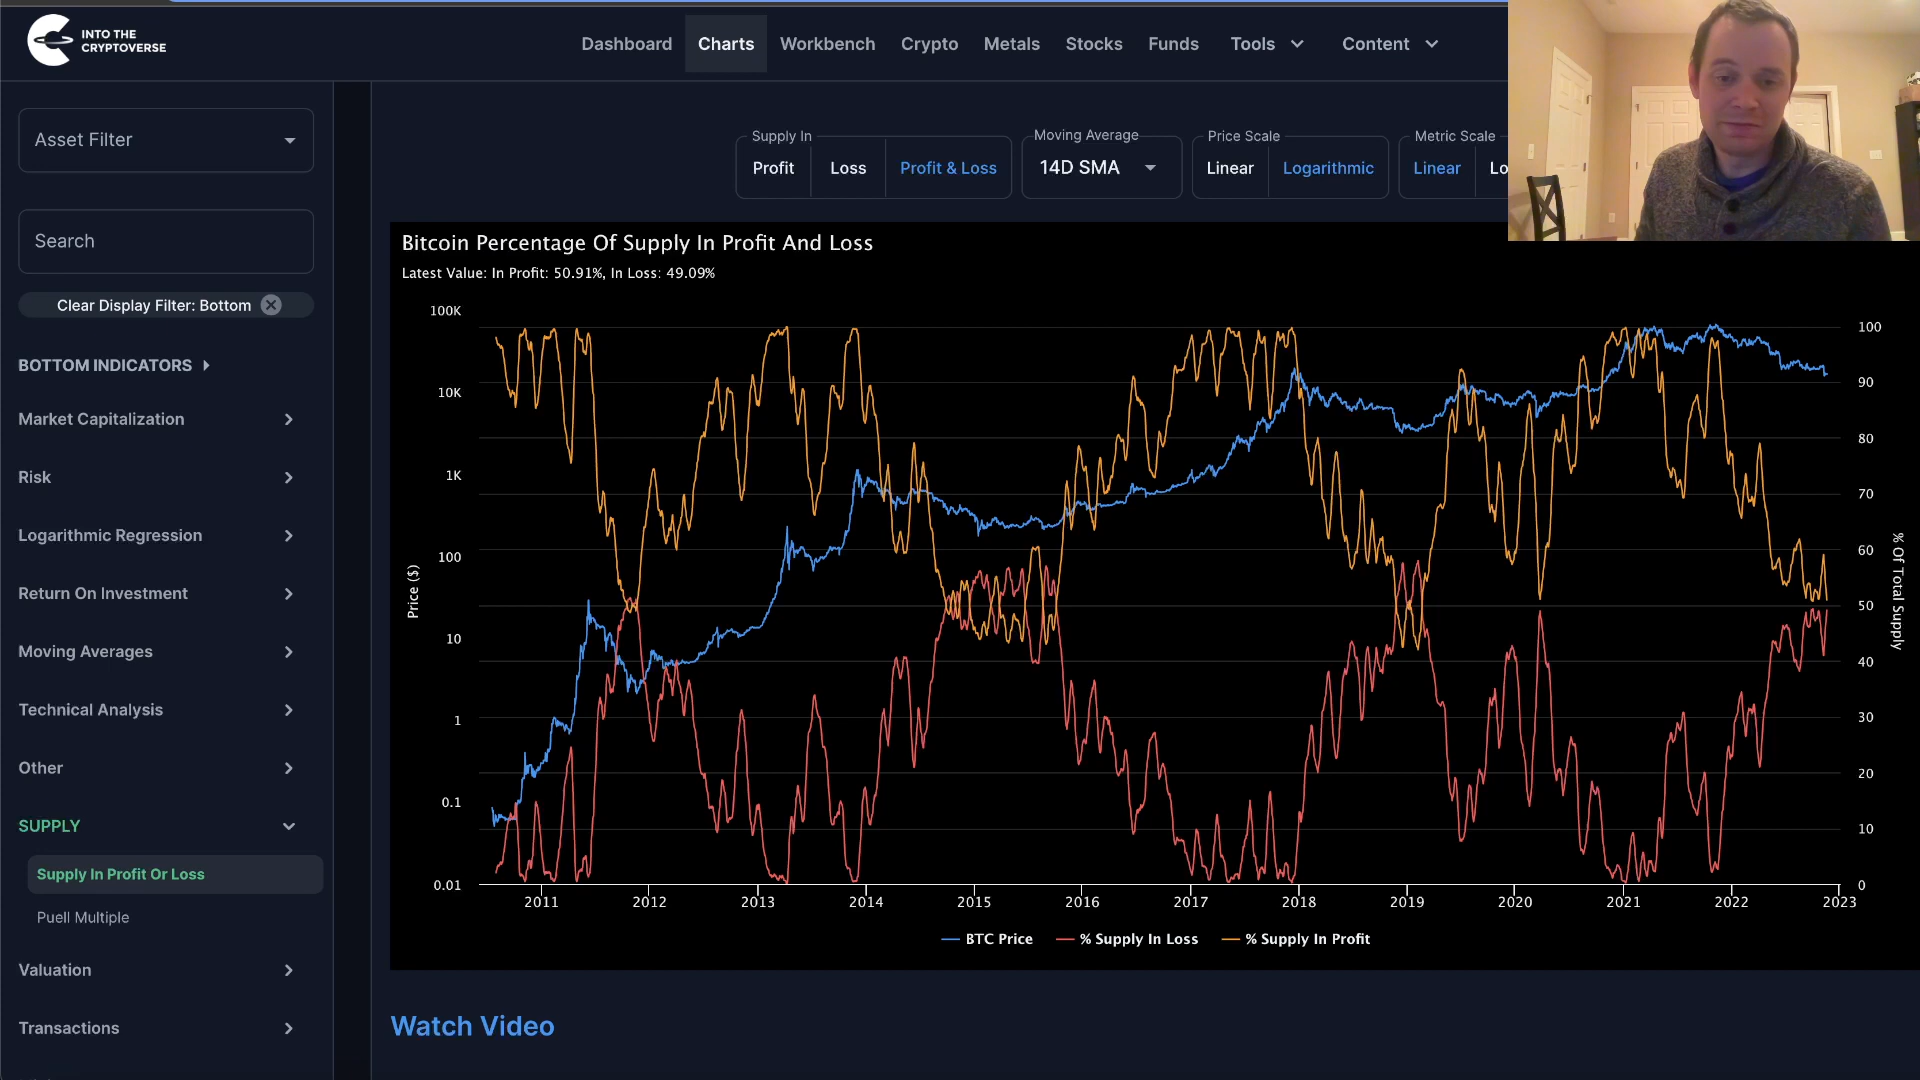 INTO THE
CRYPTOVERSE
Dashboard Charts Workbench Crypto Metals Stocks Funds Tools Content
Asset Filter
Search
Clear Display Filter: Bottom
BOTTOM INDICATORS
Market Capitalization
Risk
Logarithmic Regression
Return On Investment
Moving Averages
Technical Analysis
Other
SUPPLY
Supply In Profit Or Loss
Puell Multiple
Valuation
Transactions
Supply In Moving Average Price Scale Metric Scale
Profit Loss Profit & Loss 14D SMA Linear Logarithmic Linear Lo
Bitcoin Percentage Of Supply In Profit And Loss
Latest Value: In Profit: 50.91%, In Loss: 49.09%
100K
10K
1K
100
10
1
0.1
0.01
Price ($)
100
90
80
70
60
50
40
30
20
10
0
% Of Total Supply
2011 2012 2013 2014 2015 2016 2017 2018 2019 2020 2021 2022 2023
BTC Price % Supply In Loss % Supply In Profit
Watch Video